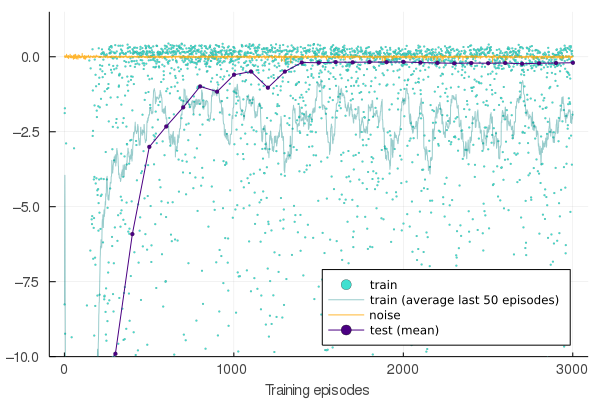 0.0
−2.5
−5.0
−7.5
−10.0
train
train (average last 50 episodes)
noise
test (mean)
0 1000 2000 3000
Training episodes